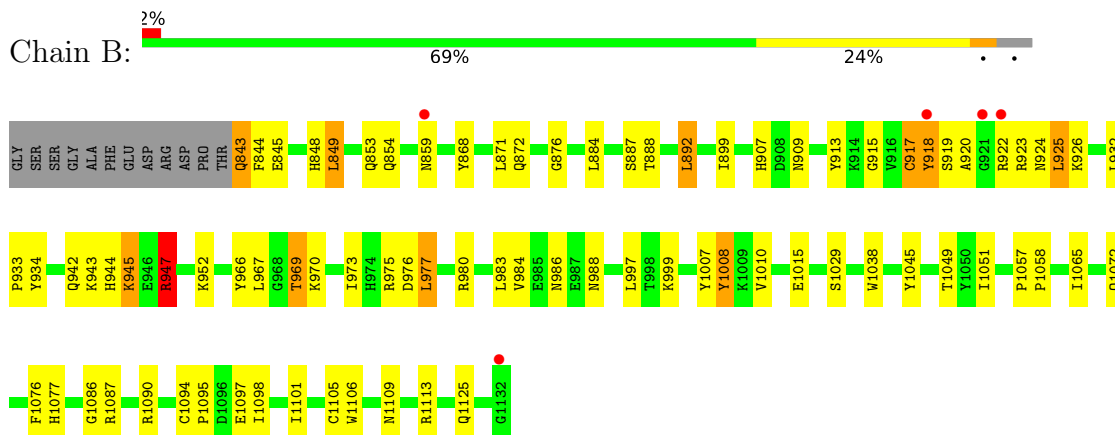 2%
Chain B:
69% 24% • •
GLY SER SER GLY ALA PHE GLU ASP ARG ASP PRO THR Q843 F844 E845 H848 L849 Q853 Q854 N859 Y868 L871 Q872 G876 L884 S887 T888 L892 I899 H907 D908 N909 Y913 K914 G915 V916 C917 Y918 S919 A920 G921 R922 R923 N924 L925 K926
P933 Y934 Q942 K943 H944 K945 E946 R947 K952 Y966 L967 G968 T969 K970 I973 H974 R975 D976 L977 R980 L983 V984 E985 N986 E987 N988 L997 T998 K999 Y1007 Y1008 K1009 V1010 E1015 S1029 W1038 Y1045 T1049 Y1050 I1051 P1057 P1058 I1065
F1076 H1077 G1086 R1087 R1090 C1094 P1095 D1096 E1097 I1098 I1101 C1105 W1106 N1109 R1113 Q1125 G1132